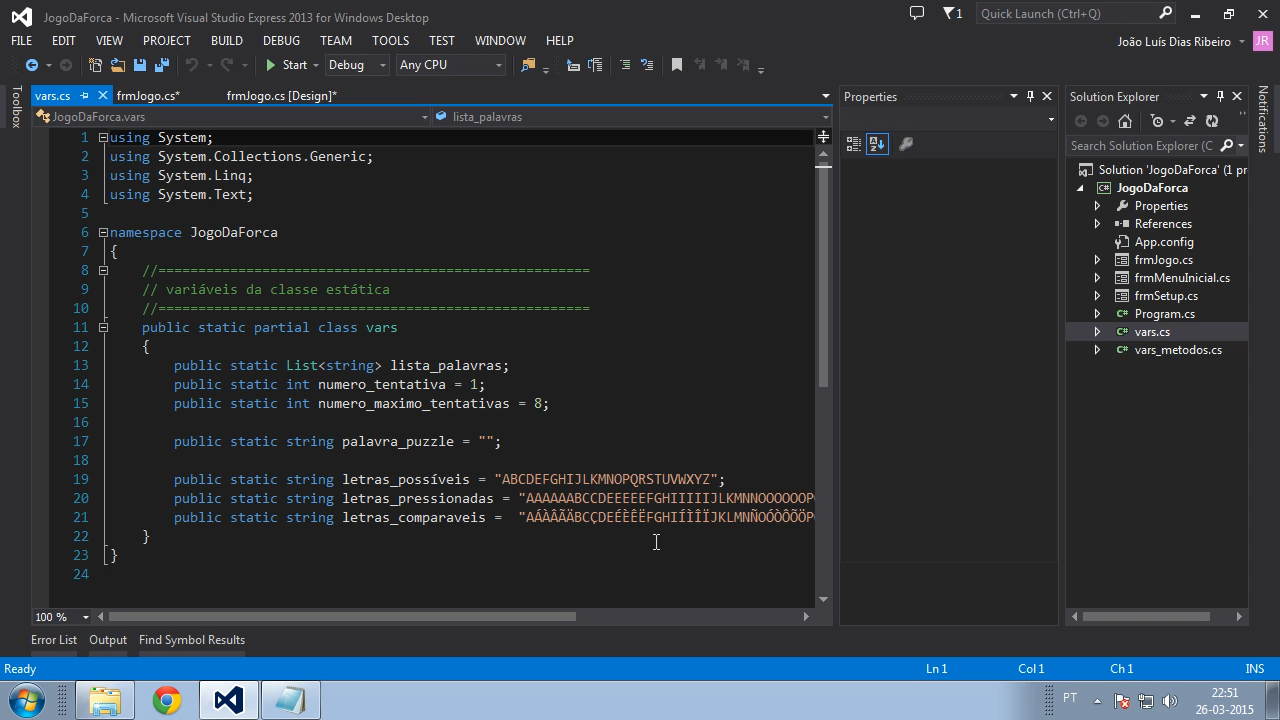 JogoDaForca - Microsoft Visual Studio Express 2013 for Windows Desktop
1
Quick Launch (Ctrl+Q)
FILE EDIT VIEW PROJECT BUILD DEBUG TEAM TOOLS TEST WINDOW HELP
João Luís Dias Ribeiro JR
Start Debug Any CPU
Toolbox
vars.cs frmJogo.cs* frmJogo.cs [Design]*
JogoDaForca.vars lista_palavras
1 using System;
2 using System.Collections.Generic;
3 using System.Linq;
4 using System.Text;
5
6 namespace JogoDaForca
7 {
8 //======================================================
9 // variáveis da classe estática
10 //======================================================
11 public static partial class vars
12 {
13 public static List<string> lista_palavras;
14 public static int numero_tentativa = 1;
15 public static int numero_maximo_tentativas = 8;
16
17 public static string palavra_puzzle = "";
18
19 public static string letras_possíveis = "ABCDEFGHIJLKMNOPQRSTUVWXYZ";
20 public static string letras_pressionadas = "AAAAAABCCDEEEEEFGHIIIIIJLKMNNOOOOOOP
21 public static string letras_comparaveis = "AÁÀÂÃÄBCÇDEÉÈÊËFGHIÍÌÎÏJKLMNÑOÓÒÔÕÖP
22 }
23 }
24
100 %
Properties
Solution Explorer
Search Solution Explorer (C
Solution 'JogoDaForca' (1 pr
JogoDaForca
Properties
References
App.config
frmJogo.cs
frmMenuInicial.cs
frmSetup.cs
Program.cs
vars.cs
vars_metodos.cs
Notifications
Error List Output Find Symbol Results
Ready Ln 1 Col 1 Ch 1 INS
PT 22:51
26-03-2015